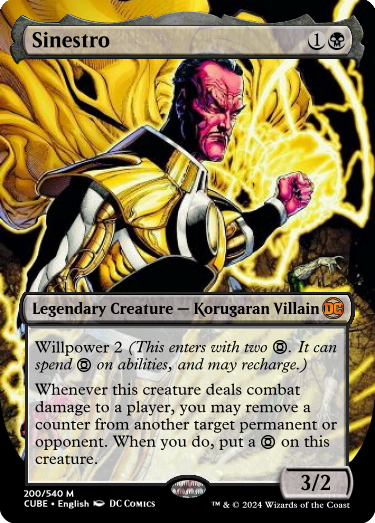 Sinestro 1
Legendary Creature — Korugaran Villain DC
Willpower 2 (This enters with two . It can
spend on abilities, and may recharge.)
Whenever this creature deals combat
damage to a player, you may remove a
counter from another target permanent or
opponent. When you do, put a on this
creature.
3/2
200/540 M
CUBE • English DC COMICS
™ & © 2024 Wizards of the Coast